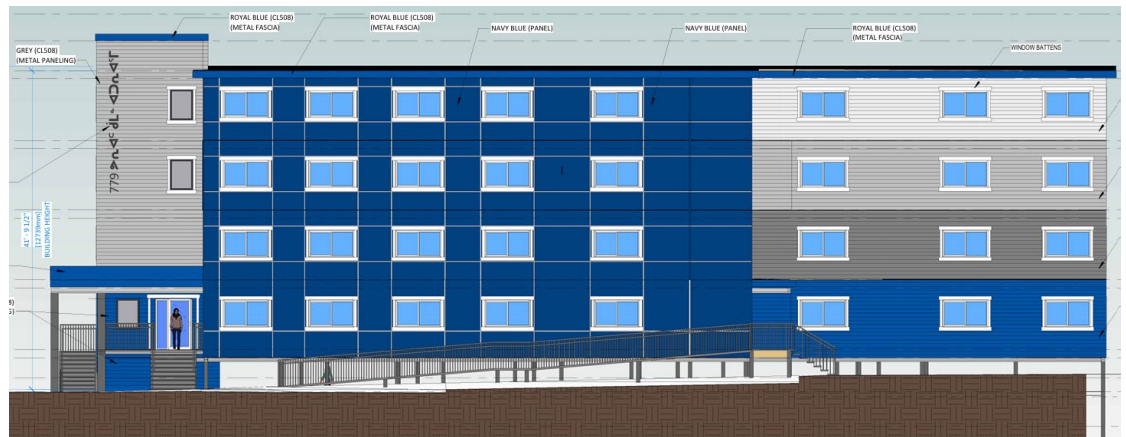 ROYAL BLUE (CL508)
(METAL FASCIA)
ROYAL BLUE (CL508)
(METAL FASCIA)
NAVY BLUE (PANEL)
NAVY BLUE (PANEL)
ROYAL BLUE (CL508)
(METAL FASCIA)
WINDOW BATTENS
GREY (CL508)
(METAL PANELING)
779
41' - 9 1/2"
[12739mm]
BUILDING HEIGHT